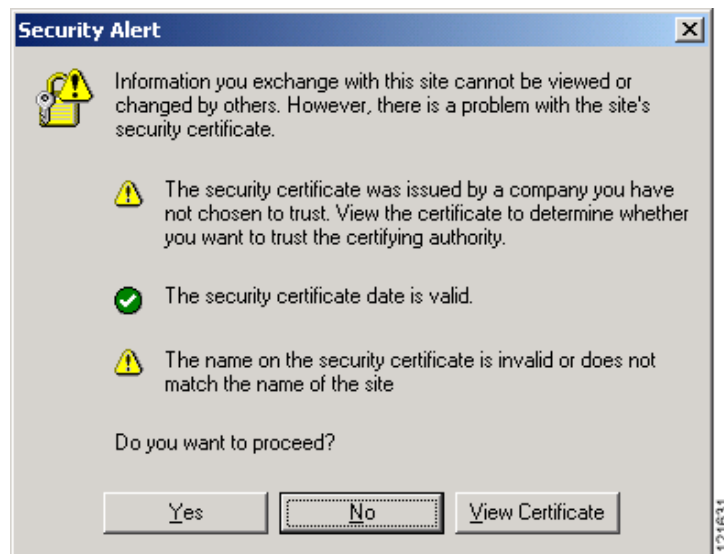 Security Alert
Information you exchange with this site cannot be viewed or
changed by others. However, there is a problem with the site's
security certificate.
The security certificate was issued by a company you have
not chosen to trust. View the certificate to determine whether
you want to trust the certifying authority.
The security certificate date is valid.
The name on the security certificate is invalid or does not
match the name of the site
Do you want to proceed?
Yes
No
View Certificate
121631